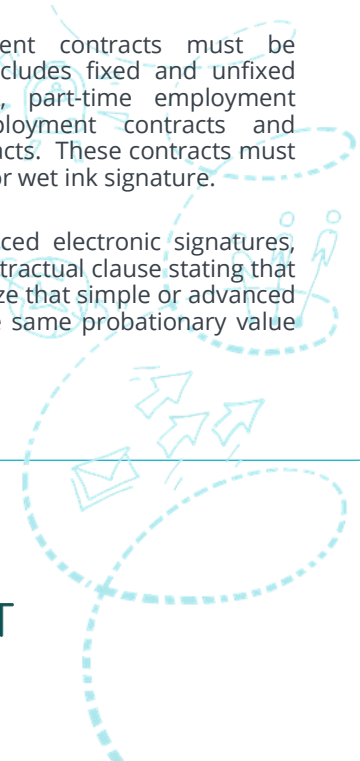 ent contracts must be
cludes fixed and unfixed
, part-time employment
ployment contracts and
acts. These contracts must
or wet ink signature.
ced electronic signatures,
tractual clause stating that
ze that simple or advanced
e same probationary value
T